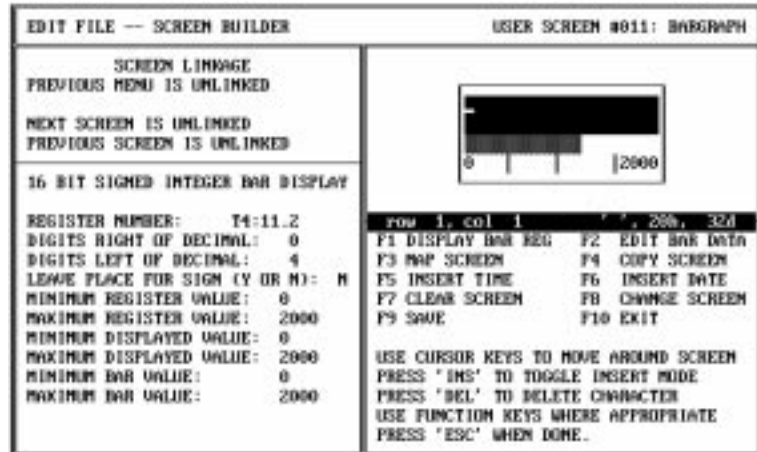 EDIT FILE -- SCREEN BUILDER
USER SCREEN #011: BARGRAPH
SCREEN LINKAGE
PREVIOUS MENU IS UNLINKED
NEXT SCREEN IS UNLINKED
PREVIOUS SCREEN IS UNLINKED
16 BIT SIGNED INTEGER BAR DISPLAY
REGISTER NUMBER: T4:11.2
DIGITS RIGHT OF DECIMAL: 0
DIGITS LEFT OF DECIMAL: 4
LEAVE PLACE FOR SIGN (Y OR N): N
MINIMUM REGISTER VALUE: 0
MAXIMUM REGISTER VALUE: 2000
MINIMUM DISPLAYED VALUE: 0
MAXIMUM DISPLAYED VALUE: 2000
MINIMUM BAR VALUE: 0
MAXIMUM BAR VALUE: 2000
0 2000
row 1, col 1 ' ', 20h, 32d
F1 DISPLAY BAR REG F2 EDIT BAR DATA
F3 MAP SCREEN F4 COPY SCREEN
F5 INSERT TIME F6 INSERT DATE
F7 CLEAR SCREEN F8 CHANGE SCREEN
F9 SAVE F10 EXIT
USE CURSOR KEYS TO MOVE AROUND SCREEN
PRESS 'INS' TO TOGGLE INSERT MODE
PRESS 'DEL' TO DELETE CHARACTER
USE FUNCTION KEYS WHERE APPROPRIATE
PRESS 'ESC' WHEN DONE.